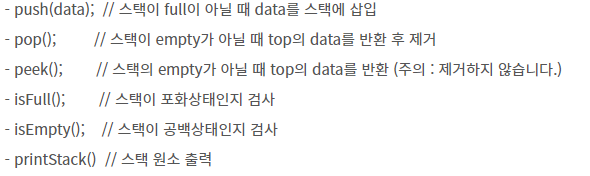 - push(data);  // 스택이 full이 아닐 때 data를 스택에 삽입
- pop();         // 스택이 empty가 아닐 때 top의 data를 반환 후 제거
- peek();        // 스택의 empty가 아닐 때 top의 data를 반환 (주의 : 제거하지 않습니다.)
- isFull();        // 스택이 포화상태인지 검사
- isEmpty();    // 스택이 공백상태인지 검사
- printStack()  // 스택 원소 출력